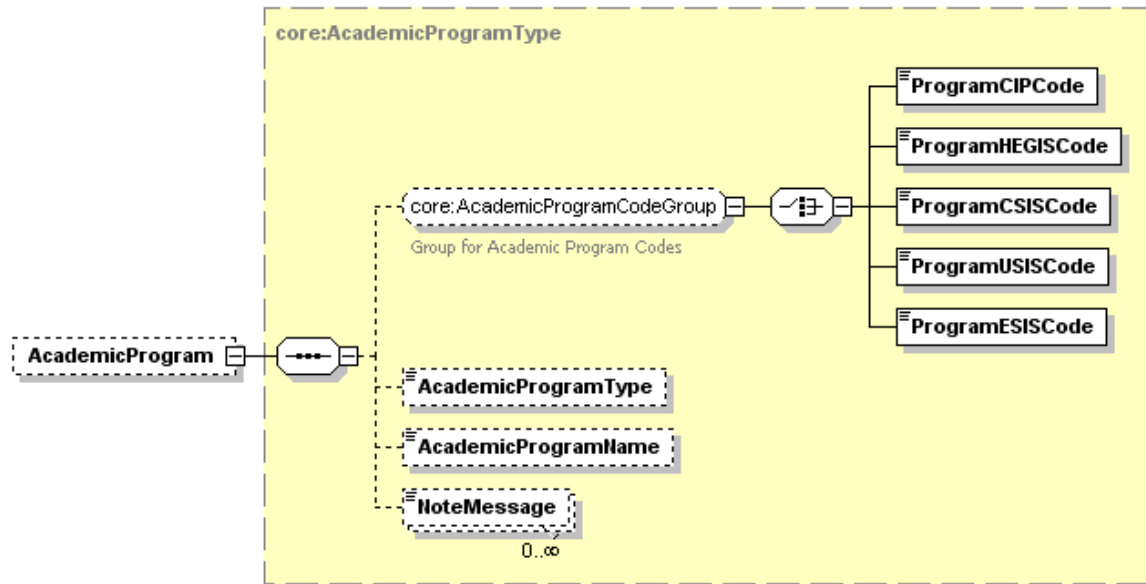 core:AcademicProgramType
ProgramCIPCode
ProgramHEGISCode
core:AcademicProgramCodeGroup
ProgramCSISCode
Group for Academic Program Codes
ProgramUSISCode
ProgramESISCode
AcademicProgram
AcademicProgramType
AcademicProgramName
NoteMessage
0..∞